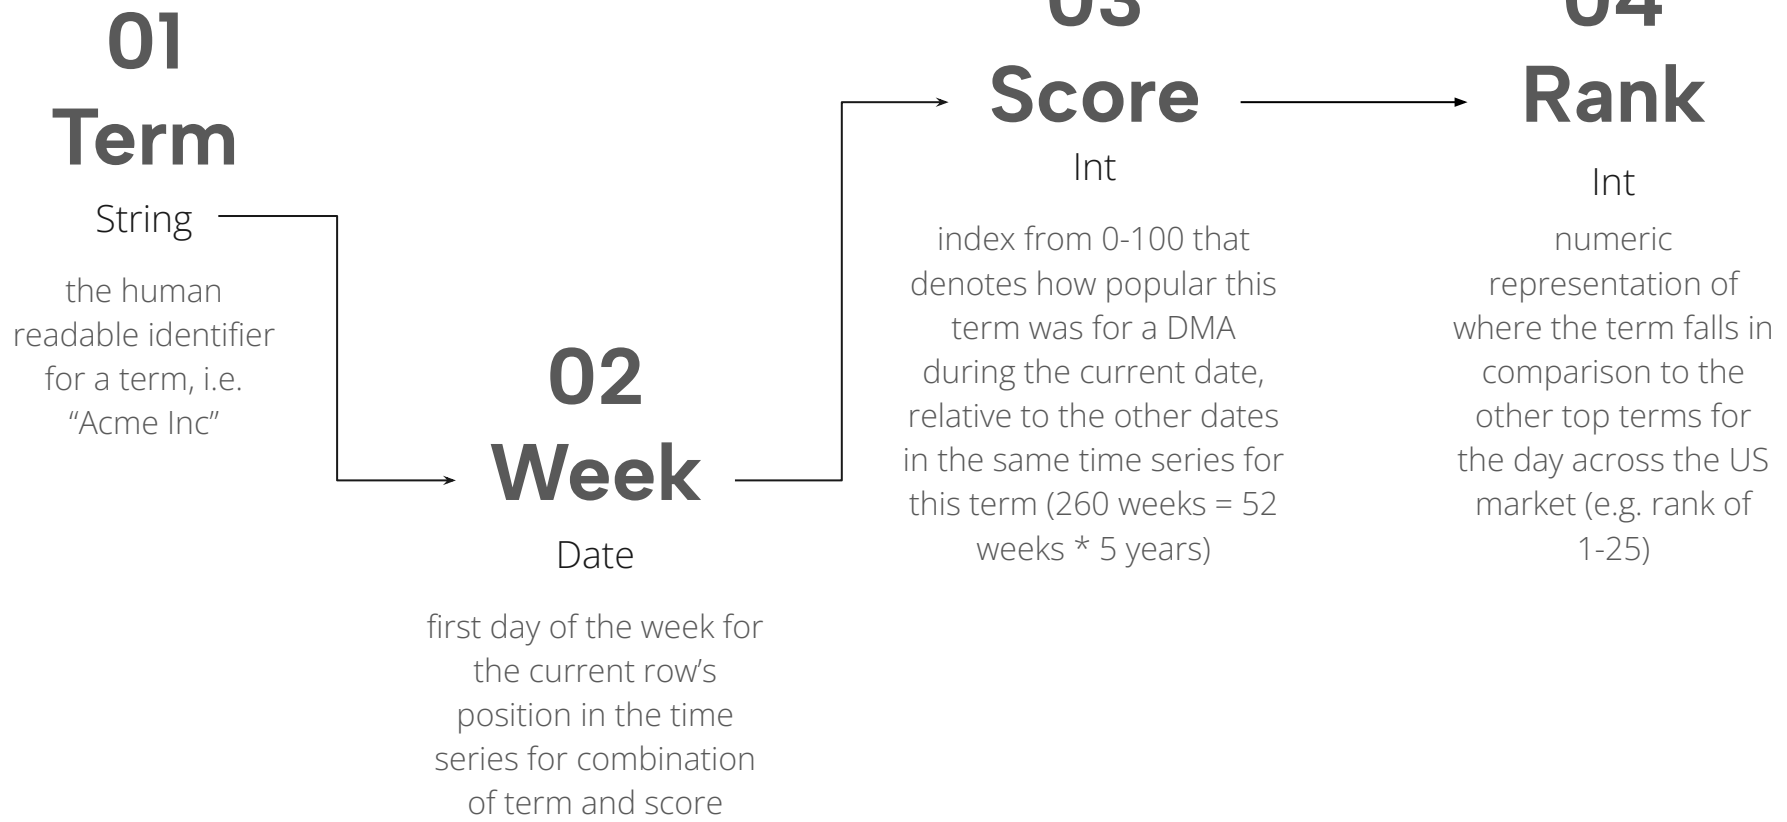 01
Term
String
the human
readable identifier
for a term, i.e.
“Acme Inc”
02
Week
Date
first day of the week for
the current row’s
position in the time
series for combination
of term and score
03
Score
Int
index from 0-100 that
denotes how popular this
term was for a DMA
during the current date,
relative to the other dates
in the same time series for
this term (260 weeks = 52
weeks * 5 years)
04
Rank
Int
numeric
representation of
where the term falls in
comparison to the
other top terms for
the day across the US
market (e.g. rank of
1-25)